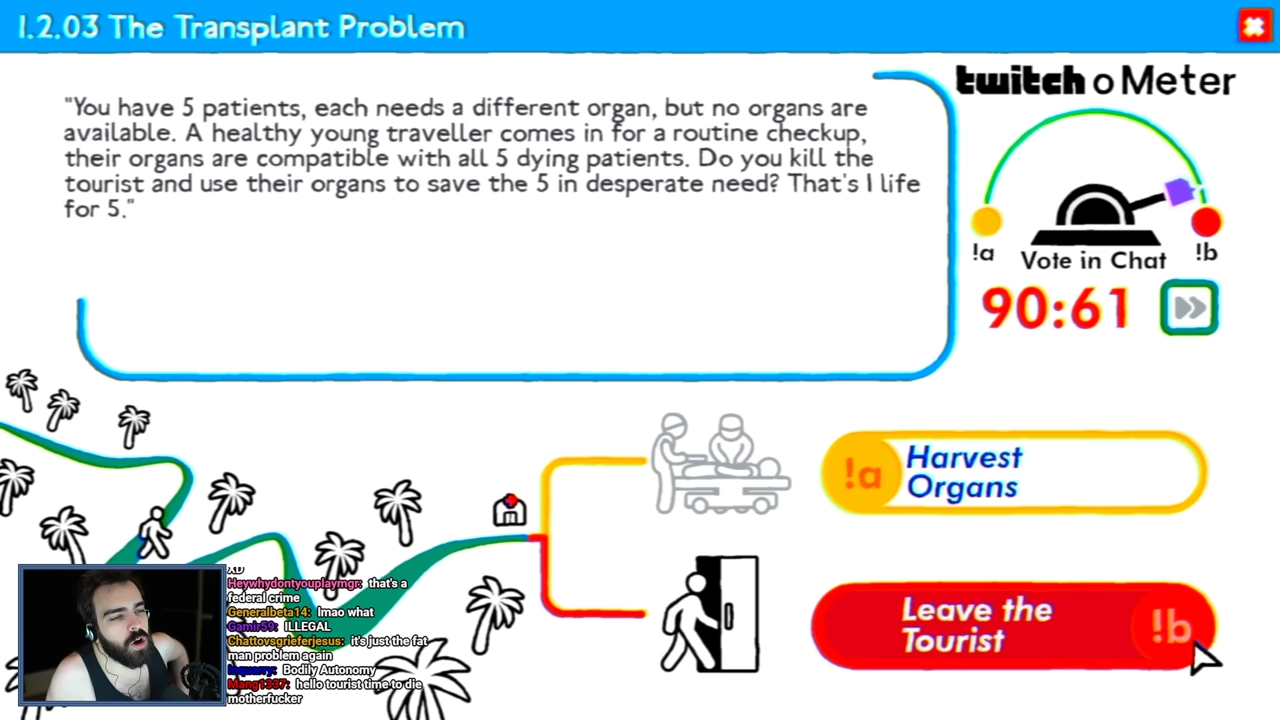 1.2.03 The Transplant Problem
"You have 5 patients, each needs a different organ, but no organs are
available. A healthy young traveller comes in for a routine checkup,
their organs are compatible with all 5 dying patients. Do you kill the
tourist and use their organs to save the 5 in desperate need? That's 1 life
for 5."
twitch o Meter
!a
Vote in Chat
!b
90:61
!a
Harvest
Organs
Leave the
Tourist
!b
XD
Heywhydontyouplaymgr: that's a
federal crime
Generalbeta14: lmao what
Gamir59: ILLEGAL
Chattovsgrieferjesus: it's just the fat
man problem again
Bodily Autonomy
Mang1337: hello tourist time to die
motherfucker